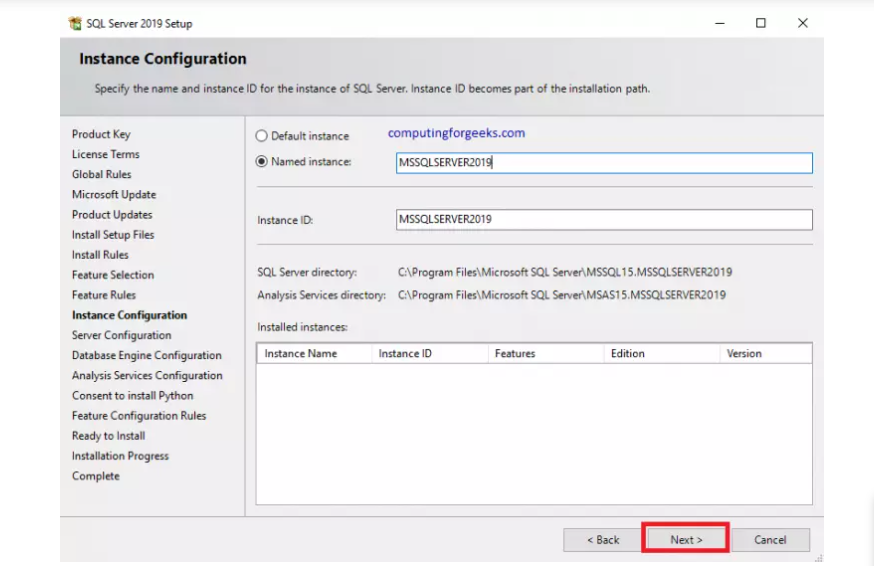 SQL Server 2019 Setup
Instance Configuration
Specify the name and instance ID for the instance of SQL Server. Instance ID becomes part of the installation path.
Product Key
License Terms
Global Rules
Microsoft Update
Product Updates
Install Setup Files
Install Rules
Feature Selection
Feature Rules
Instance Configuration
Server Configuration
Database Engine Configuration
Analysis Services Configuration
Consent to install Python
Feature Configuration Rules
Ready to Install
Installation Progress
Complete
Default instance
computingforgeeks.com
Named instance: MSSQLSERVER2019
Instance ID: MSSQLSERVER2019
SQL Server directory: C:\Program Files\Microsoft SQL Server\MSSQL15.MSSQLSERVER2019
Analysis Services directory: C:\Program Files\Microsoft SQL Server\MSAS15.MSSQLSERVER2019
Installed instances:
Instance Name Instance ID Features Edition Version
< Back Next > Cancel